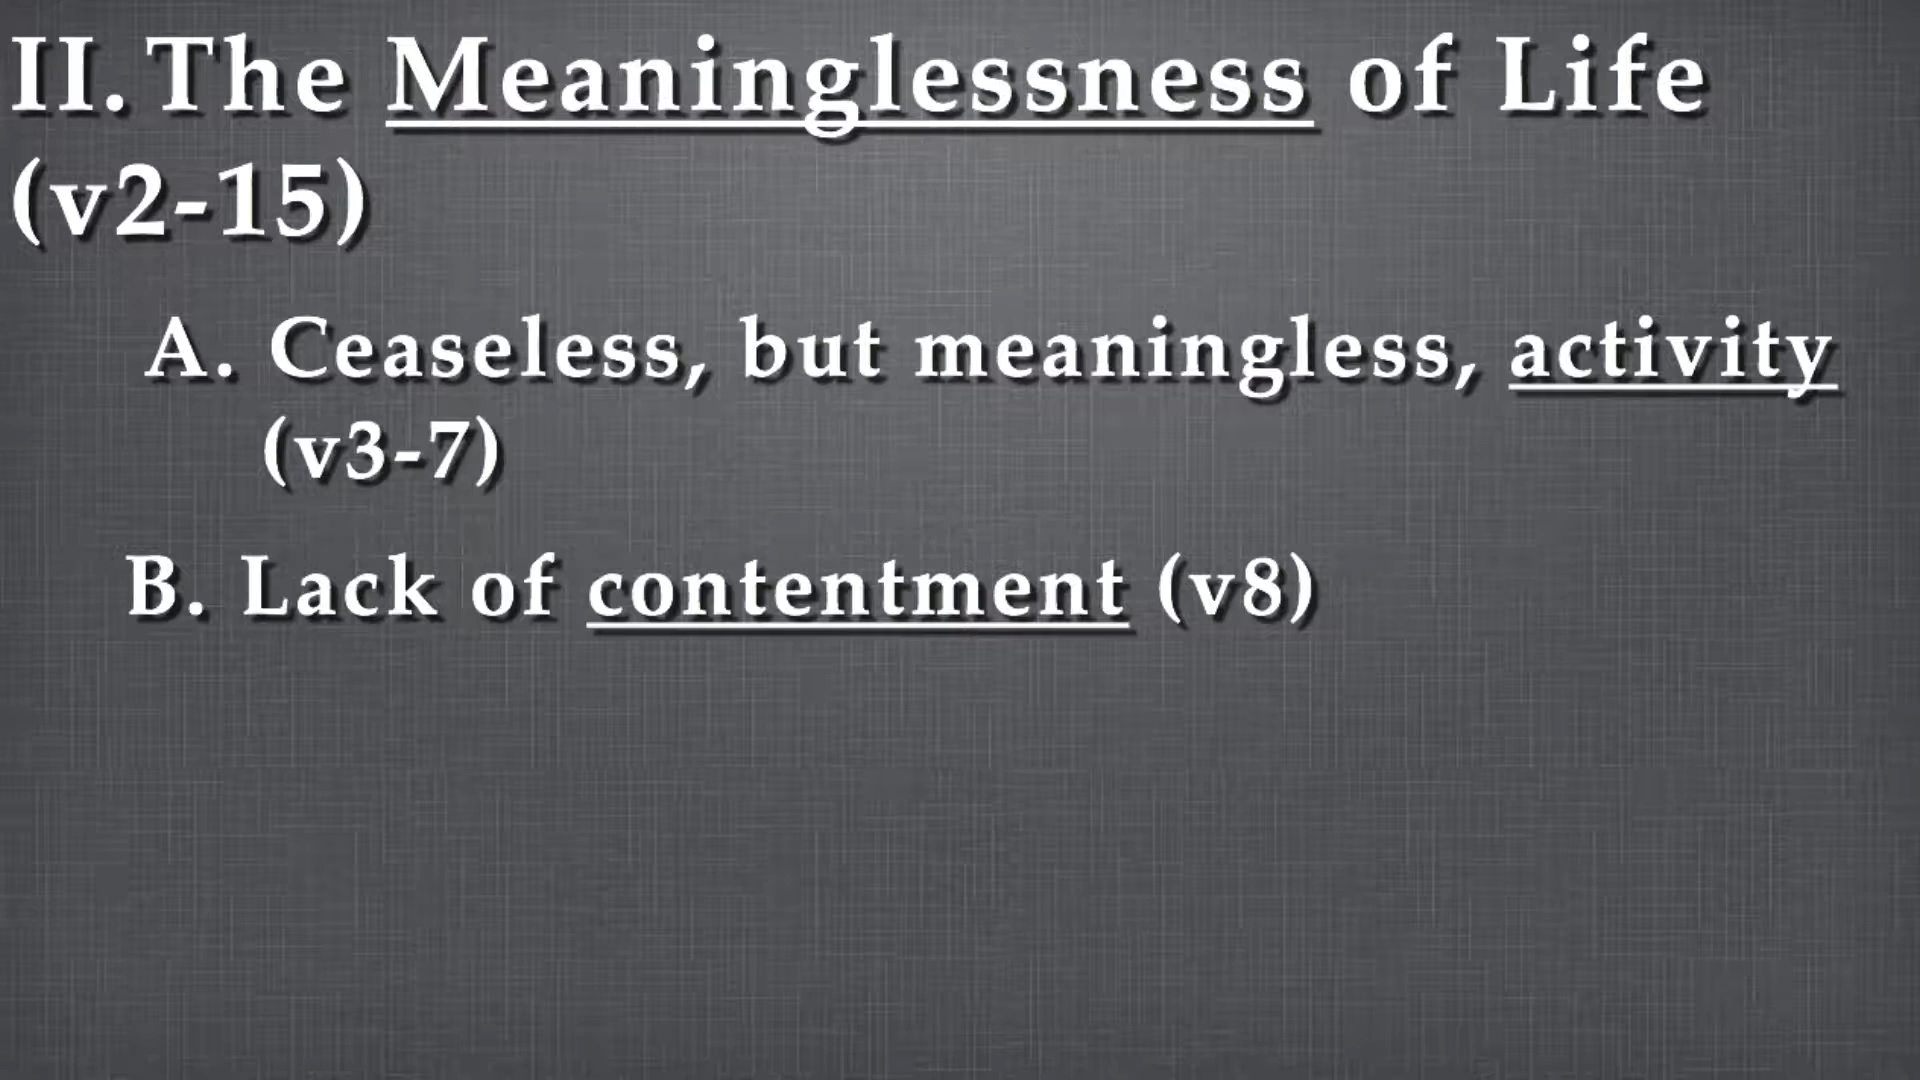 II. The Meaninglessness of Life
(v2-15)
A. Ceaseless, but meaningless, activity
(v3-7)
B. Lack of contentment (v8)